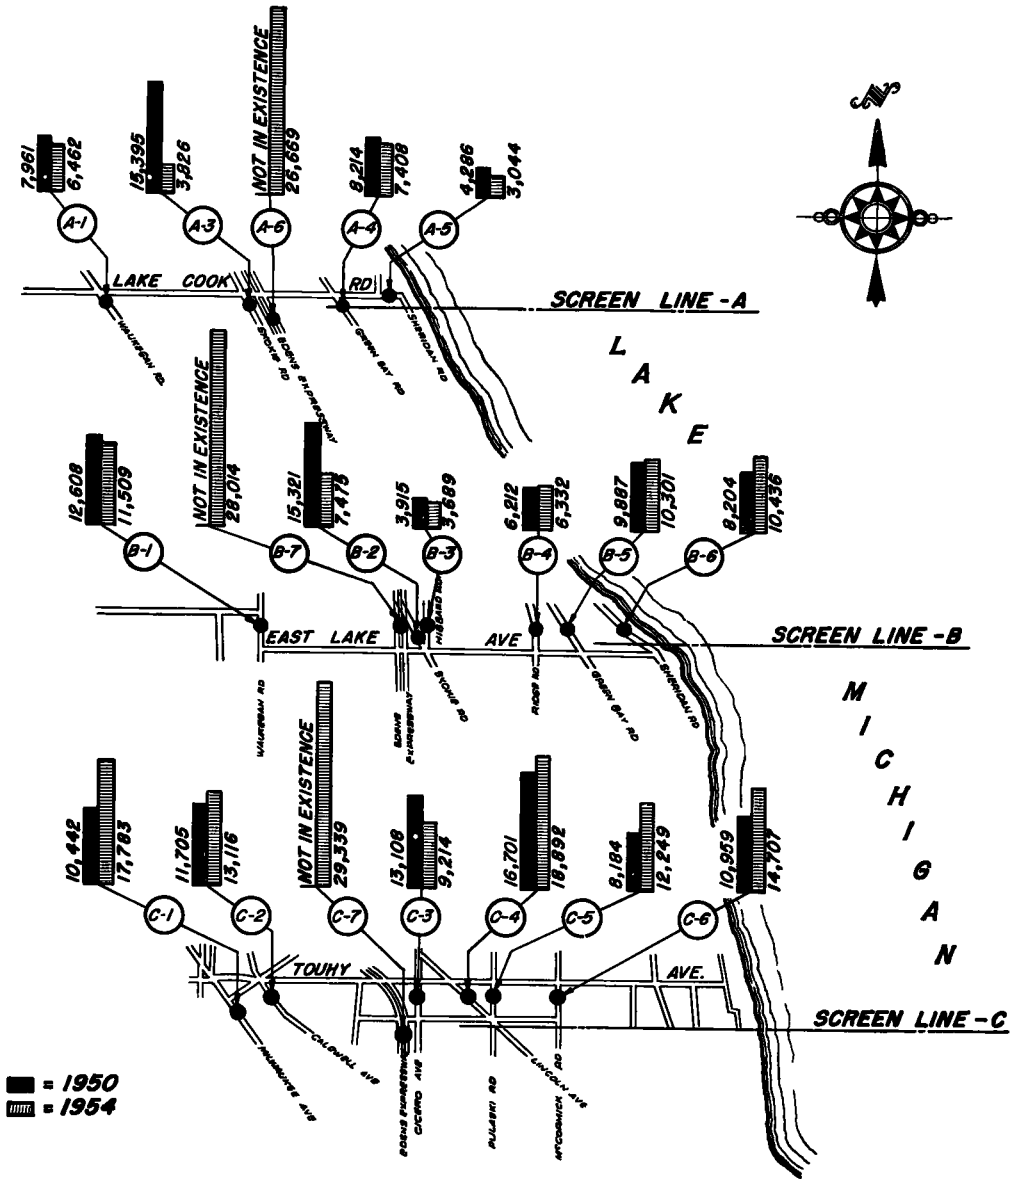 N
NOT IN EXISTENCE
26,669
7,961
6,462
15,395
3,826
8,214
7,408
4,286
3,044
A-1
A-3
A-6
A-4
A-5
LAKE COOK RD
SCREEN LINE - A
WAUKEGAN RD.
SKOKIE RD
EDENS EXPRESSWAY
GREEN BAY RD
SHERIDAN RD
LAKE
NOT IN EXISTENCE
28,014
12,608
11,509
15,321
7,475
3,915
3,689
6,212
6,332
9,887
10,301
8,204
10,436
B-1
B-7
B-2
B-3
B-4
B-5
B-6
HIBBARD RD
EAST LAKE AVE
SCREEN LINE - B
WAUKEGAN RD
EDENS EXPRESSWAY
SKOKIE RD
RIDGE RD
GREEN BAY RD
SHERIDAN RD
MICHIGAN
NOT IN EXISTENCE
29,339
10,442
17,783
11,705
13,116
13,108
9,214
16,701
18,892
8,184
12,249
10,959
14,707
C-1
C-2
C-7
C-3
C-4
C-5
C-6
TOUHY AVE.
SCREEN LINE - C
MILWAUKEE AVE
CALDWELL AVE
EDENS EXPRESSWAY
CICERO AVE
PULASKI RD
LINCOLN AVE
McCORMICK RD
= 1950
= 1954